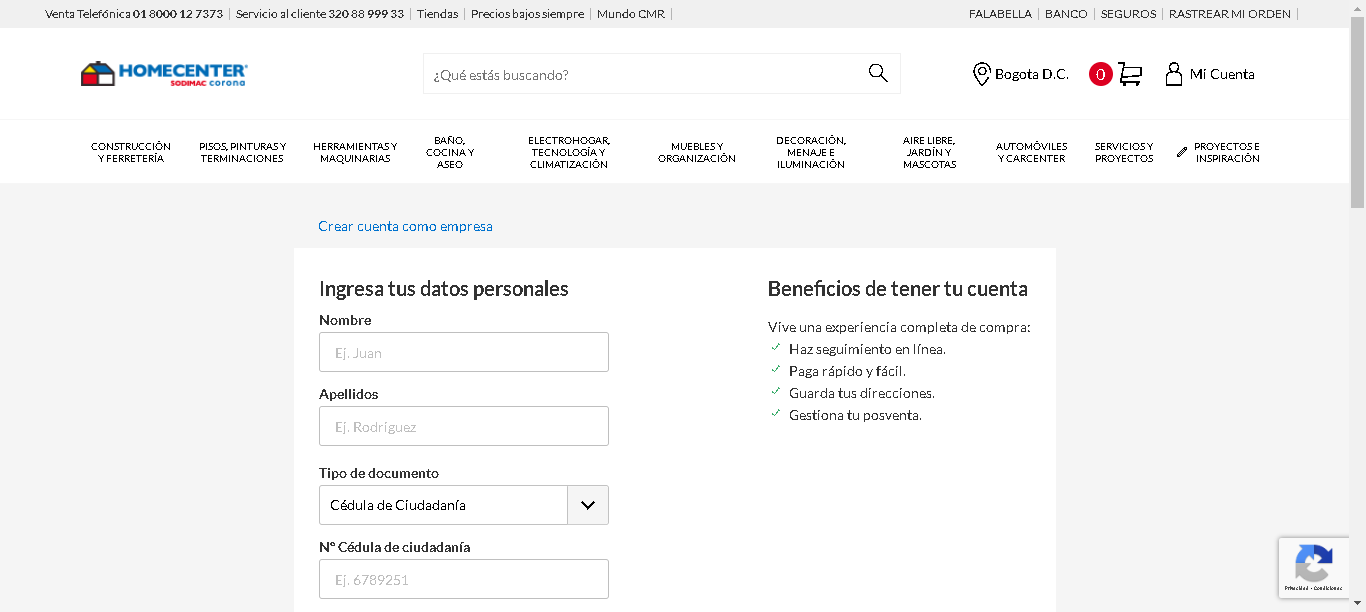 Venta Telefónica 01 8000 12 7373 | Servicio al cliente 320 88 999 33 | Tiendas | Precios bajos siempre | Mundo CMR |
FALABELLA | BANCO | SEGUROS | RASTREAR MI ORDEN |
HOMECENTER
SODIMAC corona
¿Qué estás buscando?
Bogota D.C.
0
Mi Cuenta
CONSTRUCCIÓN
Y FERRETERÍA
PISOS, PINTURAS Y
TERMINACIONES
HERRAMIENTAS Y
MAQUINARIAS
BAÑO,
COCINA Y
ASEO
ELECTROHOGAR,
TECNOLOGÍA Y
CLIMATIZACIÓN
MUEBLES Y
ORGANIZACIÓN
DECORACIÓN,
MENAJE E
ILUMINACIÓN
AIRE LIBRE,
JARDÍN Y
MASCOTAS
AUTOMÓVILES
Y CARCENTER
SERVICIOS Y
PROYECTOS
PROYECTOS E
INSPIRACIÓN
Crear cuenta como empresa
Ingresa tus datos personales
Nombre
Ej. Juan
Apellidos
Ej. Rodriguez
Tipo de documento
Cédula de Ciudadanía
Nº Cédula de ciudadanía
Ej. 6789251
Beneficios de tener tu cuenta
Vive una experiencia completa de compra:
Haz seguimiento en línea.
Paga rápido y fácil.
Guarda tus direcciones.
Gestiona tu posventa.
Privacidad - Condiciones